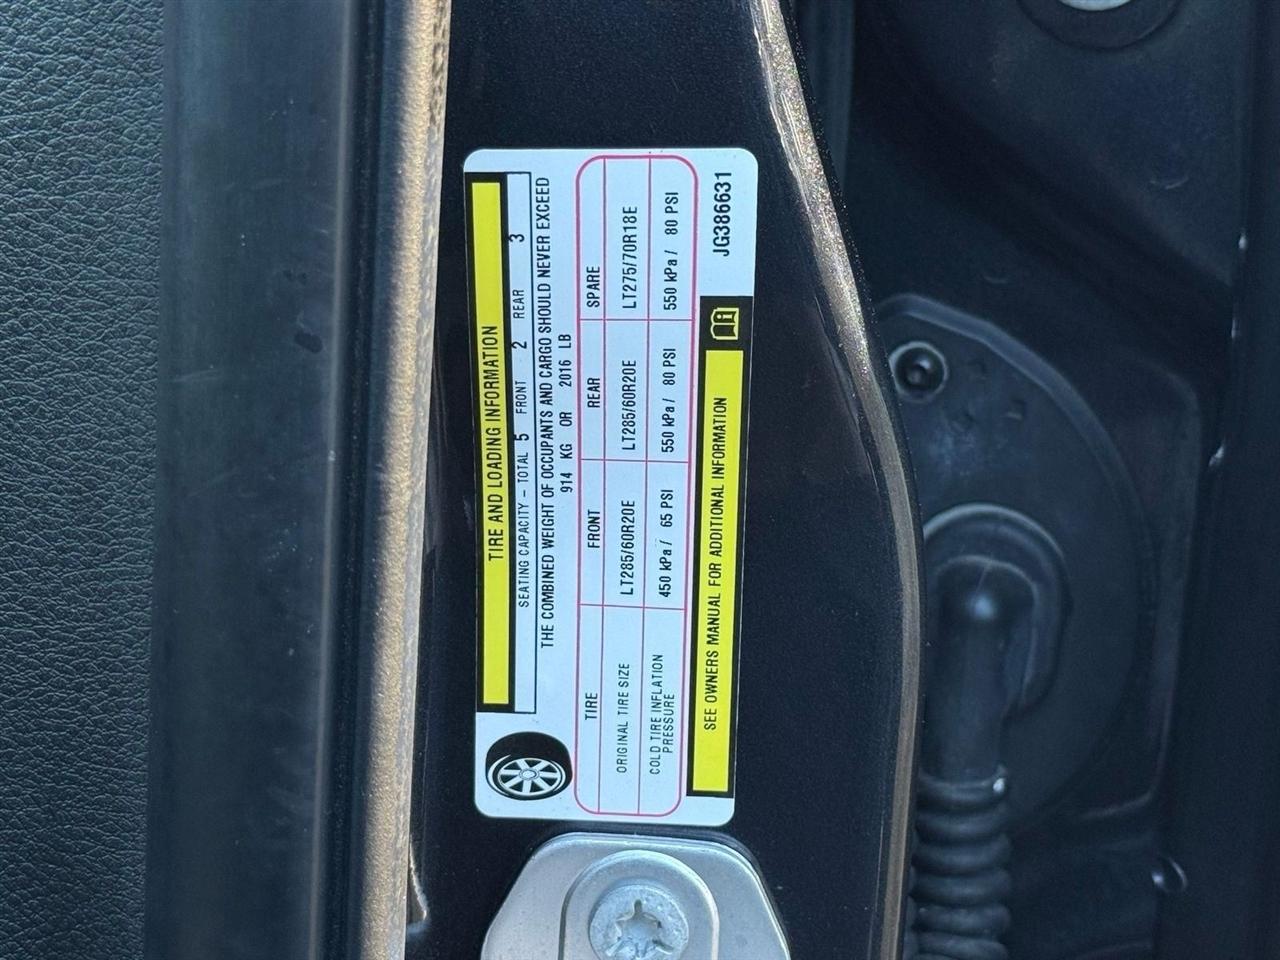 TIRE AND LOADING INFORMATION
SEATING CAPACITY - TOTAL 5 FRONT 2 REAR 3
THE COMBINED WEIGHT OF OCCUPANTS AND CARGO SHOULD NEVER EXCEED
914 KG OR 2016 LB
TIRE FRONT REAR SPARE
ORIGINAL TIRE SIZE LT285/60R20E LT285/60R20E LT275/70R18E
COLD TIRE INFLATION
PRESSURE 450 kPa/ 65 PSI 550 kPa/ 80 PSI 550 kPa/ 80 PSI
SEE OWNERS MANUAL FOR ADDITIONAL INFORMATION
JG386631